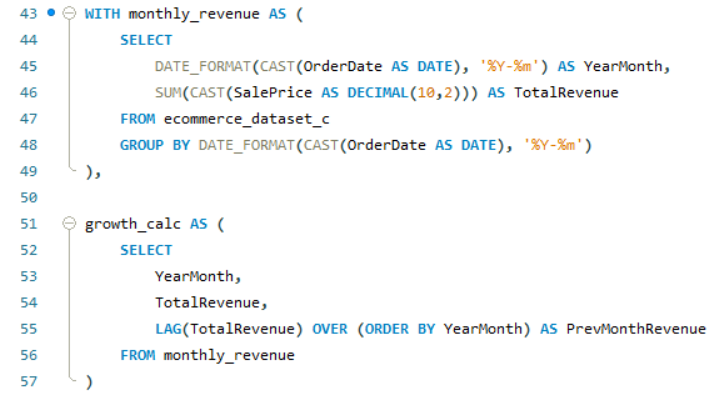 43 WITH monthly_revenue AS (
44     SELECT
45         DATE_FORMAT(CAST(OrderDate AS DATE), '%Y-%m') AS YearMonth,
46         SUM(CAST(SalePrice AS DECIMAL(10,2))) AS TotalRevenue
47     FROM ecommerce_dataset_c
48     GROUP BY DATE_FORMAT(CAST(OrderDate AS DATE), '%Y-%m')
49 ),
50
51 growth_calc AS (
52     SELECT
53         YearMonth,
54         TotalRevenue,
55         LAG(TotalRevenue) OVER (ORDER BY YearMonth) AS PrevMonthRevenue
56     FROM monthly_revenue
57 )